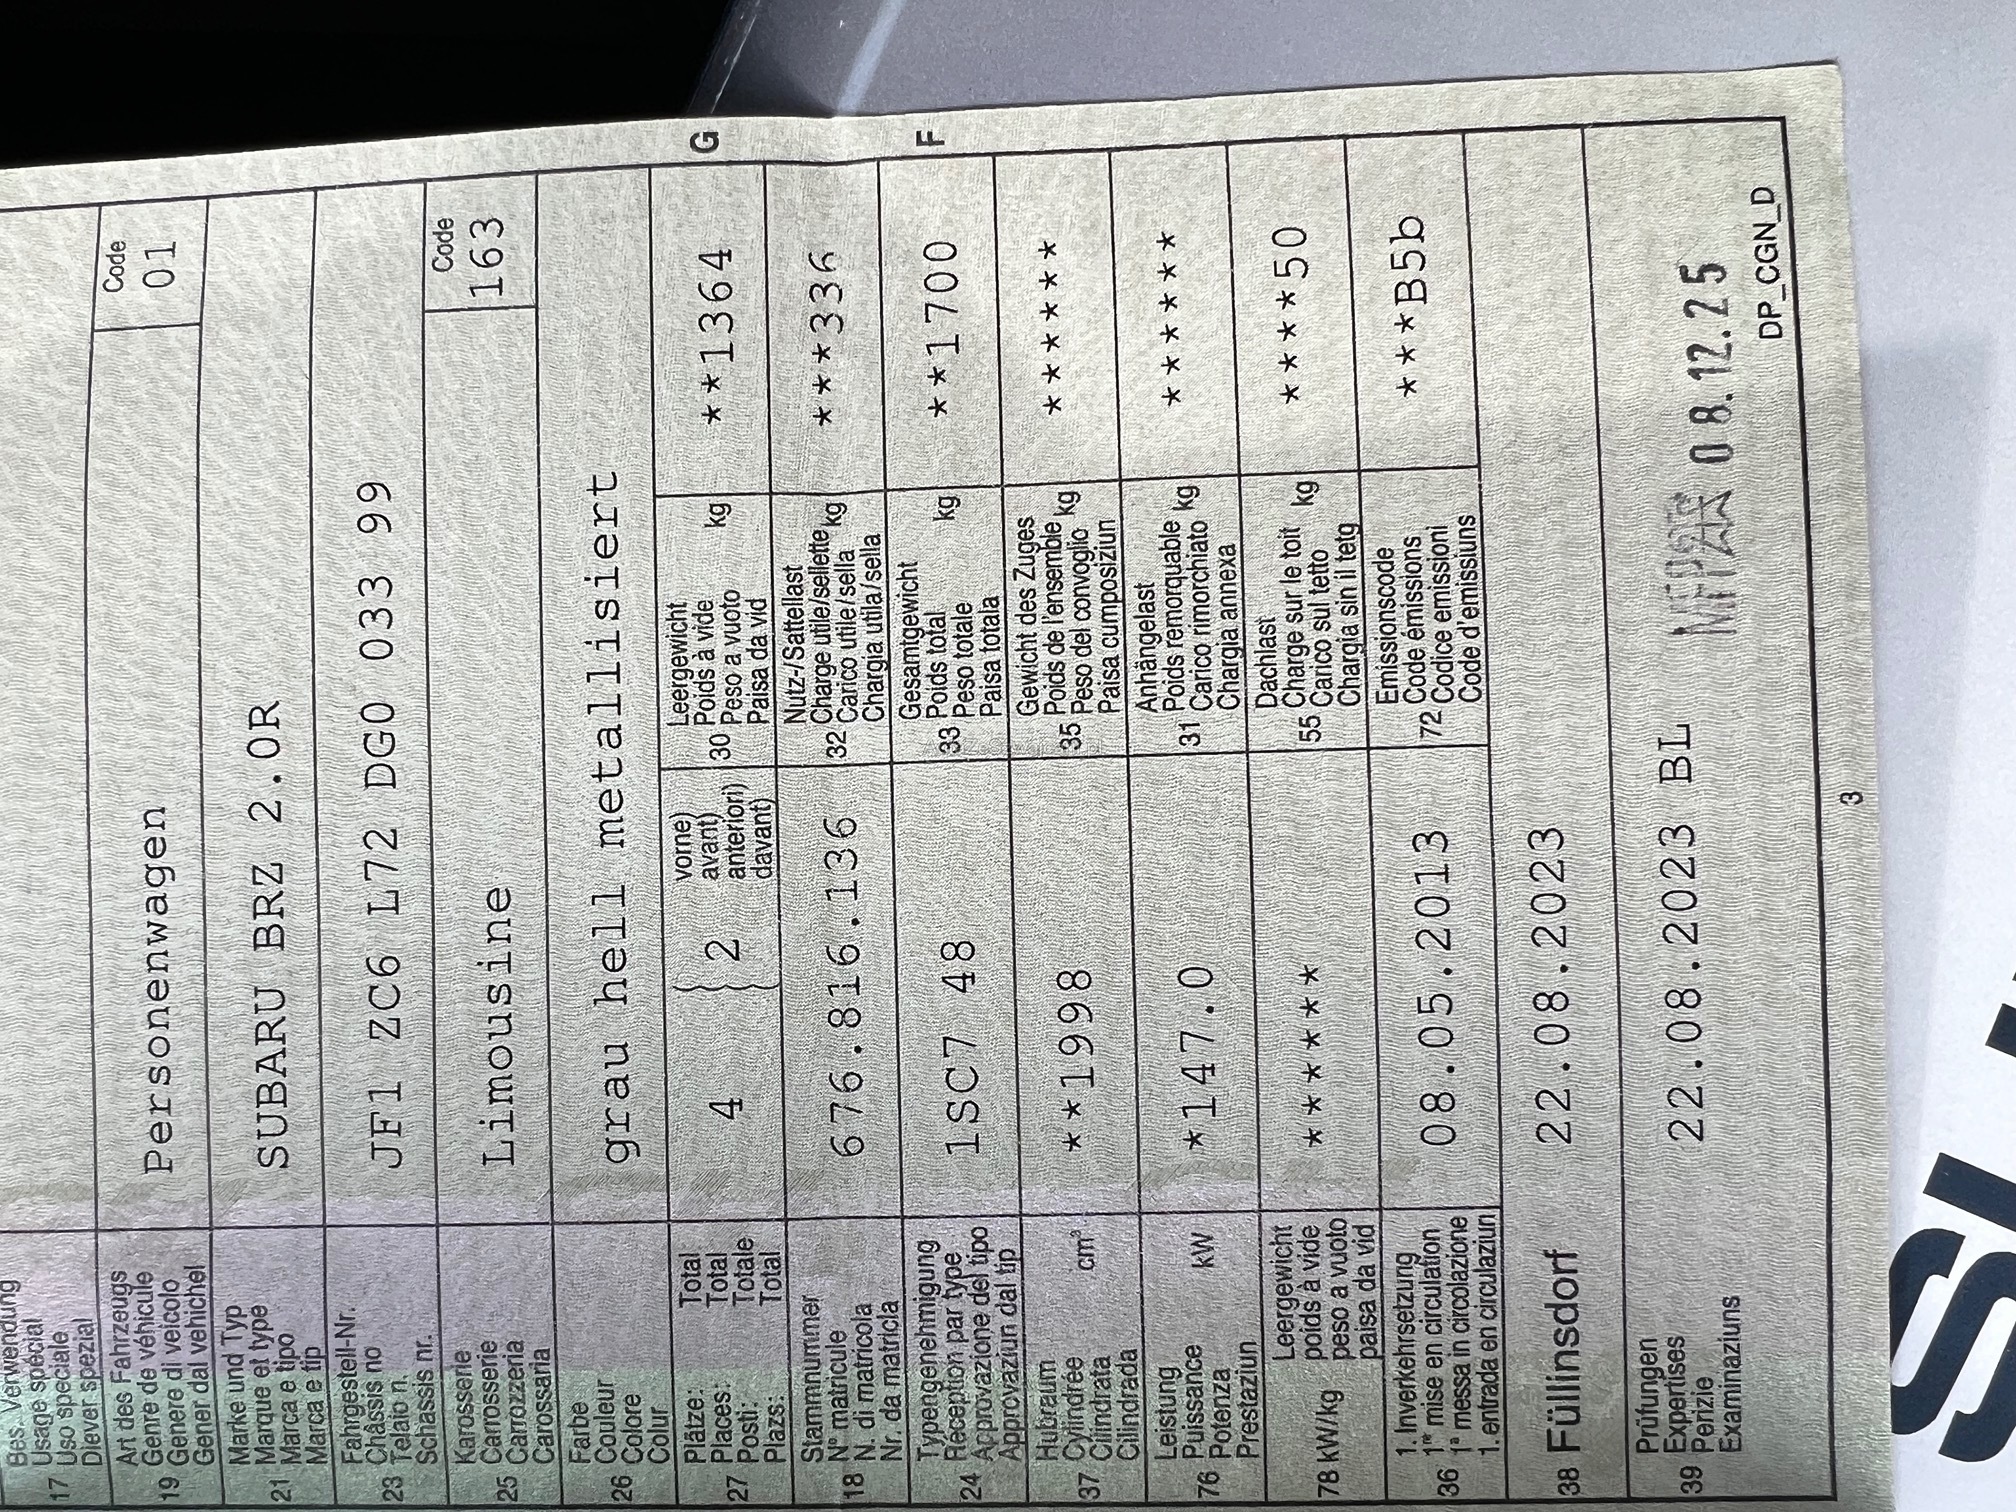 Bes. Verwendung
Usage spécial
17 Uso speciale
Diever spezial
Art des Fahrzeugs
19 Genre de véhicule
Genere di veicolo
Gener dal vehichel
Personenwagen
Code
01
Marke und Typ
21 Marque et type
Marca e tipo
Marca e tip
SUBARU BRZ 2.0R
Fahrgestell-Nr.
23 Châssis no
Telaio n.
Schassis nr.
JF1 ZC6 L72 DG0 033 99
Karosserie
25 Carrosserie
Carrozzeria
Carossaria
Limousine
Code
163
Farbe
26 Couleur
Colore
Colur
grau hell metallisiert
Plätze: Total
27 Places: Total
Posti: Totale
Plazs: Total
4 2
vorne)
avant)
anteriori)
davant)
Leergewicht
30 Poids à vide kg
Peso a vuoto
Paisa da vid
**1364
G
Stammnummer
18 N° matricule
N. di matricola
Nr. da matricla
676.816.136
Nutz-/Sattellast
32 Charge utile/sellette kg
Carico utile/sella
Chargia utila/sella
***336
Typengenehmigung
24 Réception par type
Approvazione del tipo
Approvaziun dal tip
1SC7 48
Gesamtgewicht
33 Poids total kg
Peso totale
Paisa totala
**1700
F
Hubraum
37 Cylindrée cm³
Cilindrata
Cilindrada
**1998
Gewicht des Zuges
35 Poids de l'ensemble kg
Peso del convoglio
Paisa cumposiziun
******
Leistung
76 Puissance kW
Potenza
Prestaziun
*147.0
Anhängelast
31 Poids remorquable kg
Carico rimorchiato
Chargia annexa
******
78 kW/kg
Leergewicht
poids à vide
peso a vuoto
paisa da vid
******
Dachlast
55 Charge sur le toit kg
Carico sul tetto
Chargia sin il tetg
****50
1. Inverkehrsetzung
36 1re mise en circulation
1a messa in circolazione
1. entrada en circulaziun
08.05.2013
Emissionscode
72 Code émissions
Codice emissioni
Code d'emissiuns
***B5b
38 Füllinsdorf 22.08.2023
Prüfungen
39 Expertises
Penzie
Examinaziuns
22.08.2023 BL
MFP 08.12.25
DP_CGN_D
3